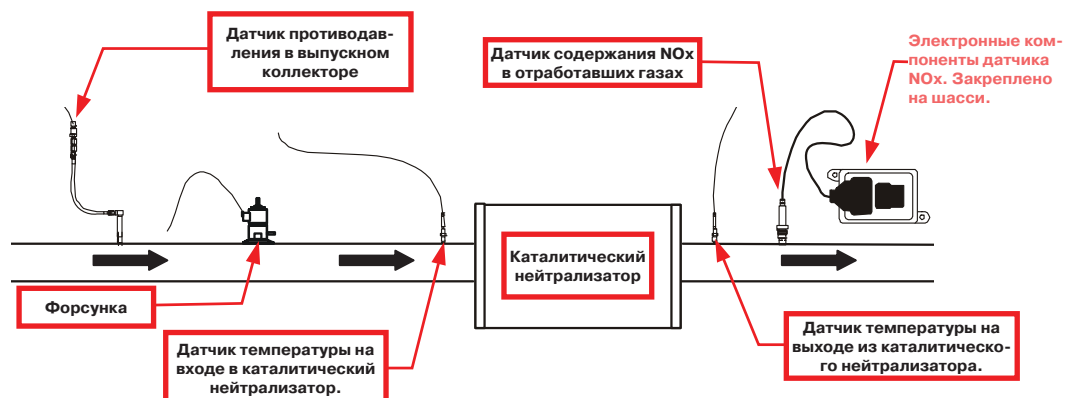 Датчик противодав-
ления в выпускном
коллекторе
Датчик содержания NOx
в отработавших газах
Электронные ком-
поненты датчика
NOx. Закреплено
на шасси.
Каталитический
нейтрализатор
Форсунка
Датчик температуры на
входе в каталитический
нейтрализатор.
Датчик температуры на
выходе из каталитическо-
го нейтрализатора.